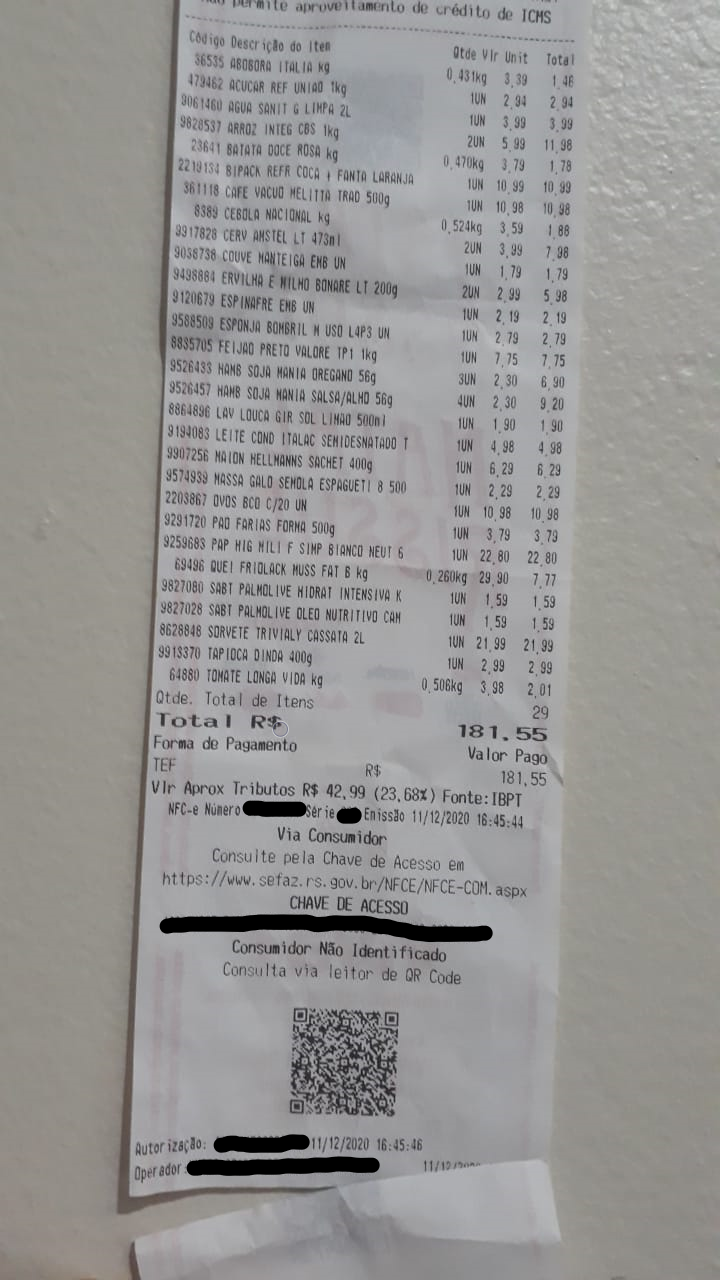 não permite aproveitamento de crédito de ICMS
Código Descrição do Item Qtde Vlr Unit Total
36535 ABOBORA ITALIA kg 0,431kg 3,39 1,46
479462 ACUCAR REF UNIAO 1kg 1UN 2,94 2,94
9061460 AGUA SANIT G LIMPA 2L 1UN 3,99 3,99
9828537 ARROZ INTEG CBS 1kg 2UN 5,99 11,98
23641 BATATA DOCE ROSA kg 0,470kg 3,79 1,78
2219134 BIPACK REFR COCA + FANTA LARANJA 1UN 10,99 10,99
361118 CAFE VACUO MELITTA TRAD 500g 1UN 10,98 10,98
8389 CEBOLA NACIONAL kg 0,524kg 3,59 1,88
9917828 CERV AMSTEL LT 473ml 2UN 3,99 7,98
9038738 COUVE MANTEIGA EMB UN 1UN 1,79 1,79
9498884 ERVILHA E MILHO BONARE LT 200g 2UN 2,99 5,98
9120679 ESPINAFRE EMB UN 1UN 2,19 2,19
9588509 ESPONJA BOMBRIL M USO L4P3 UN 1UN 2,79 2,79
8835705 FEIJAO PRETO VALORE TP1 1kg 1UN 7,75 7,75
9526433 HAMB SOJA MANIA OREGANO 56g 3UN 2,30 6,90
9526457 HAMB SOJA MANIA SALSA/ALHO 56g 4UN 2,30 9,20
8864896 LAV LOUCA GIR SOL LIMAO 500ml 1UN 1,90 1,90
9194083 LEITE COND ITALAC SEMIDESNATADO T 1UN 4,98 4,98
9907256 MAION HELLMANNS SACHET 400g 1UN 6,29 6,29
9574939 MASSA GALO SEMOLA ESPAGUETI 8 500 1UN 2,29 2,29
2203867 OVOS BCO C/20 UN 1UN 10,98 10,98
9291720 PAO FARIAS FORMA 500g 1UN 3,79 3,79
9259683 PAP HIG MILI F SIMP BIANCO NEUT 6 1UN 22,80 22,80
69496 QUEI FRIOLACK MUSS FAT B kg 0,260kg 29,90 7,77
9827080 SABT PALMOLIVE HIDRAT INTENSIVA K 1UN 1,59 1,59
9827028 SABT PALMOLIVE OLEO NUTRITIVO CAM 1UN 1,59 1,59
8628848 SORVETE TRIVIALY CASSATA 2L 1UN 21,99 21,99
9913370 TAPIOCA DINDA 400g 1UN 2,99 2,99
64880 TOMATE LONGA VIDA kg 0,506kg 3,98 2,01
Qtde. Total de Itens 29
Total R$ 181,55
Forma de Pagamento Valor Pago
TEF R$ 181,55
Vlr Aprox Tributos R$ 42,99 (23,68%) Fonte:IBPT
NFC-e Número Série Emissão 11/12/2020 16:45:44
Via Consumidor
Consulte pela Chave de Acesso em
https://www.sefaz.rs.gov.br/NFCE/NFCE-COM.aspx
CHAVE DE ACESSO
Consumidor Não Identificado
Consulta via leitor de QR Code
Autorização: 11/12/2020 16:45:46
Operador: 11/12/2020